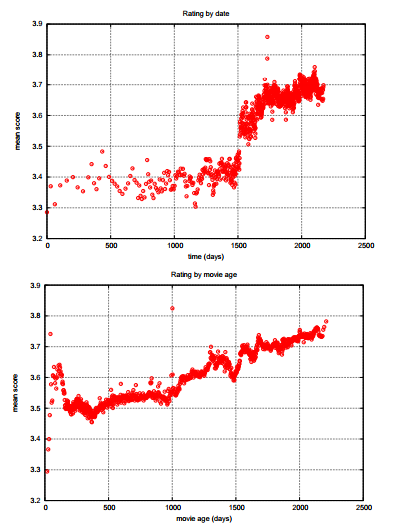 Rating by date
3.9
3.8
3.7
3.6
3.5
3.4
3.3
3.2
mean score
0 500 1000 1500 2000 2500
time (days)
Rating by movie age
3.9
3.8
3.7
3.6
3.5
3.4
3.3
3.2
mean score
0 500 1000 1500 2000 2500
movie age (days)